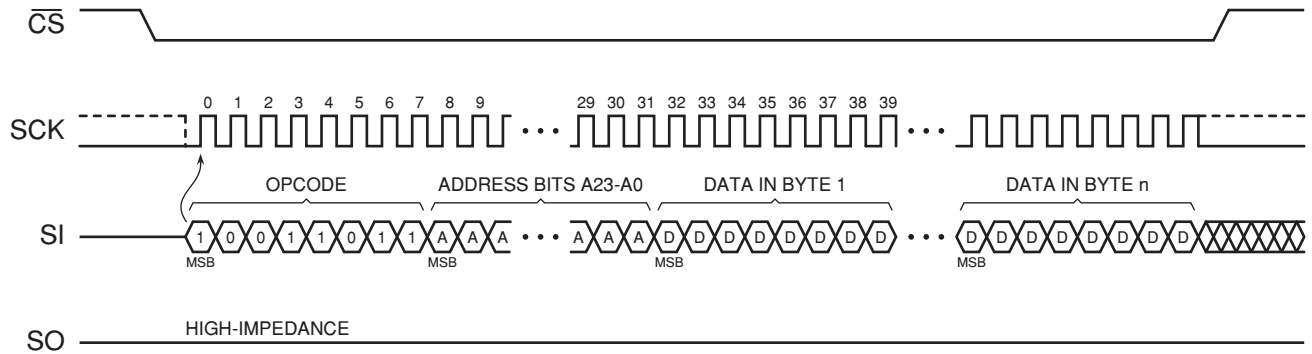 CS
0 1 2 3 4 5 6 7 8 9 29 30 31 32 33 34 35 36 37 38 39
SCK
OPCODE ADDRESS BITS A23-A0 DATA IN BYTE 1 DATA IN BYTE n
SI 1 0 0 1 1 0 1 1 A A A A A A D D D D D D D D D D D D D D D D
MSB MSB MSB MSB
HIGH-IMPEDANCE
SO